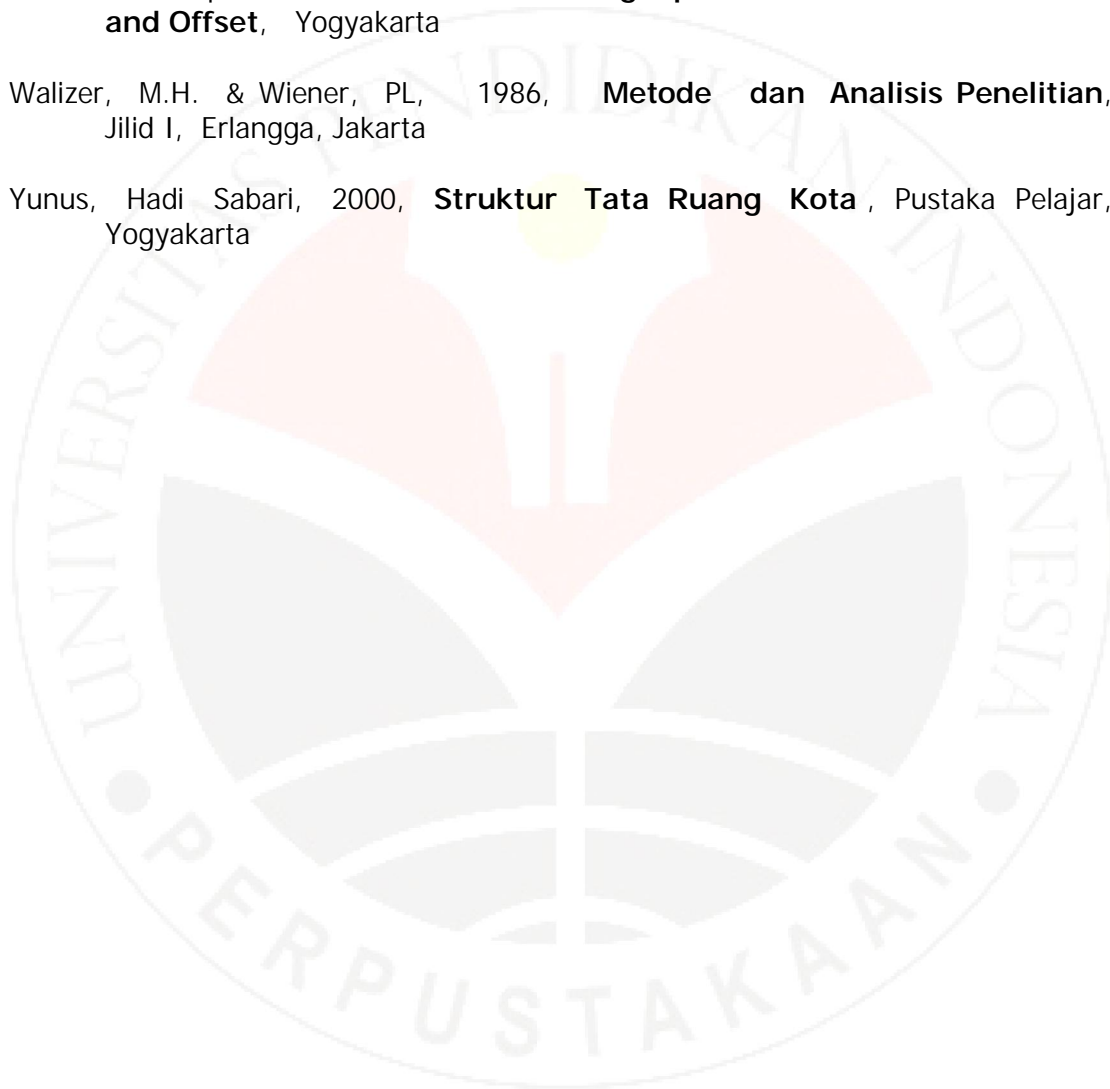 and Offset, Yogyakarta
Walizer, M.H. & Wiener, PL, 1986, Metode dan Analisis Penelitian,
Jilid I, Erlangga, Jakarta
Yunus, Hadi Sabari, 2000, Struktur Tata Ruang Kota , Pustaka Pelajar,
Yogyakarta
UNIVERSITAS PENDIDIKAN INDONESIA
PERPUSTAKAAN